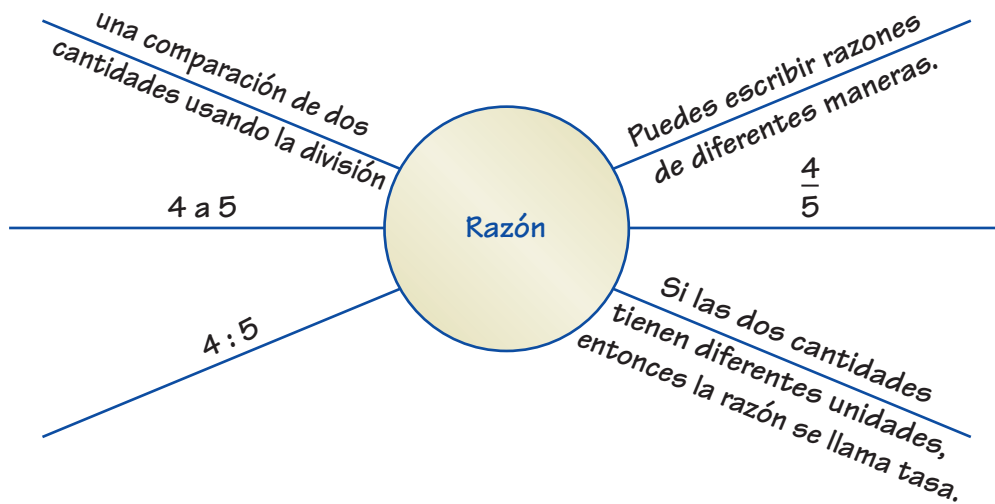 una comparación de dos
cantidades usando la división
4 a 5
4 : 5
Razón
Puedes escribir razones
de diferentes maneras.
4
5
Si las dos cantidades
tienen diferentes unidades,
entonces la razón se llama tasa.